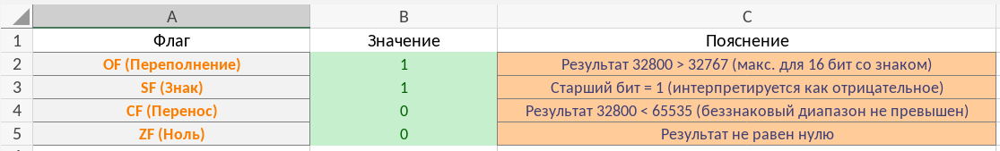 A B C
1 Флаг Значение Пояснение
2 OF (Переполнение) 1 Результат 32800 > 32767 (макс. для 16 бит со знаком)
3 SF (Знак) 1 Старший бит = 1 (интерпретируется как отрицательное)
4 CF (Перенос) 0 Результат 32800 < 65535 (беззнаковый диапазон не превышен)
5 ZF (Ноль) 0 Результат не равен нулю